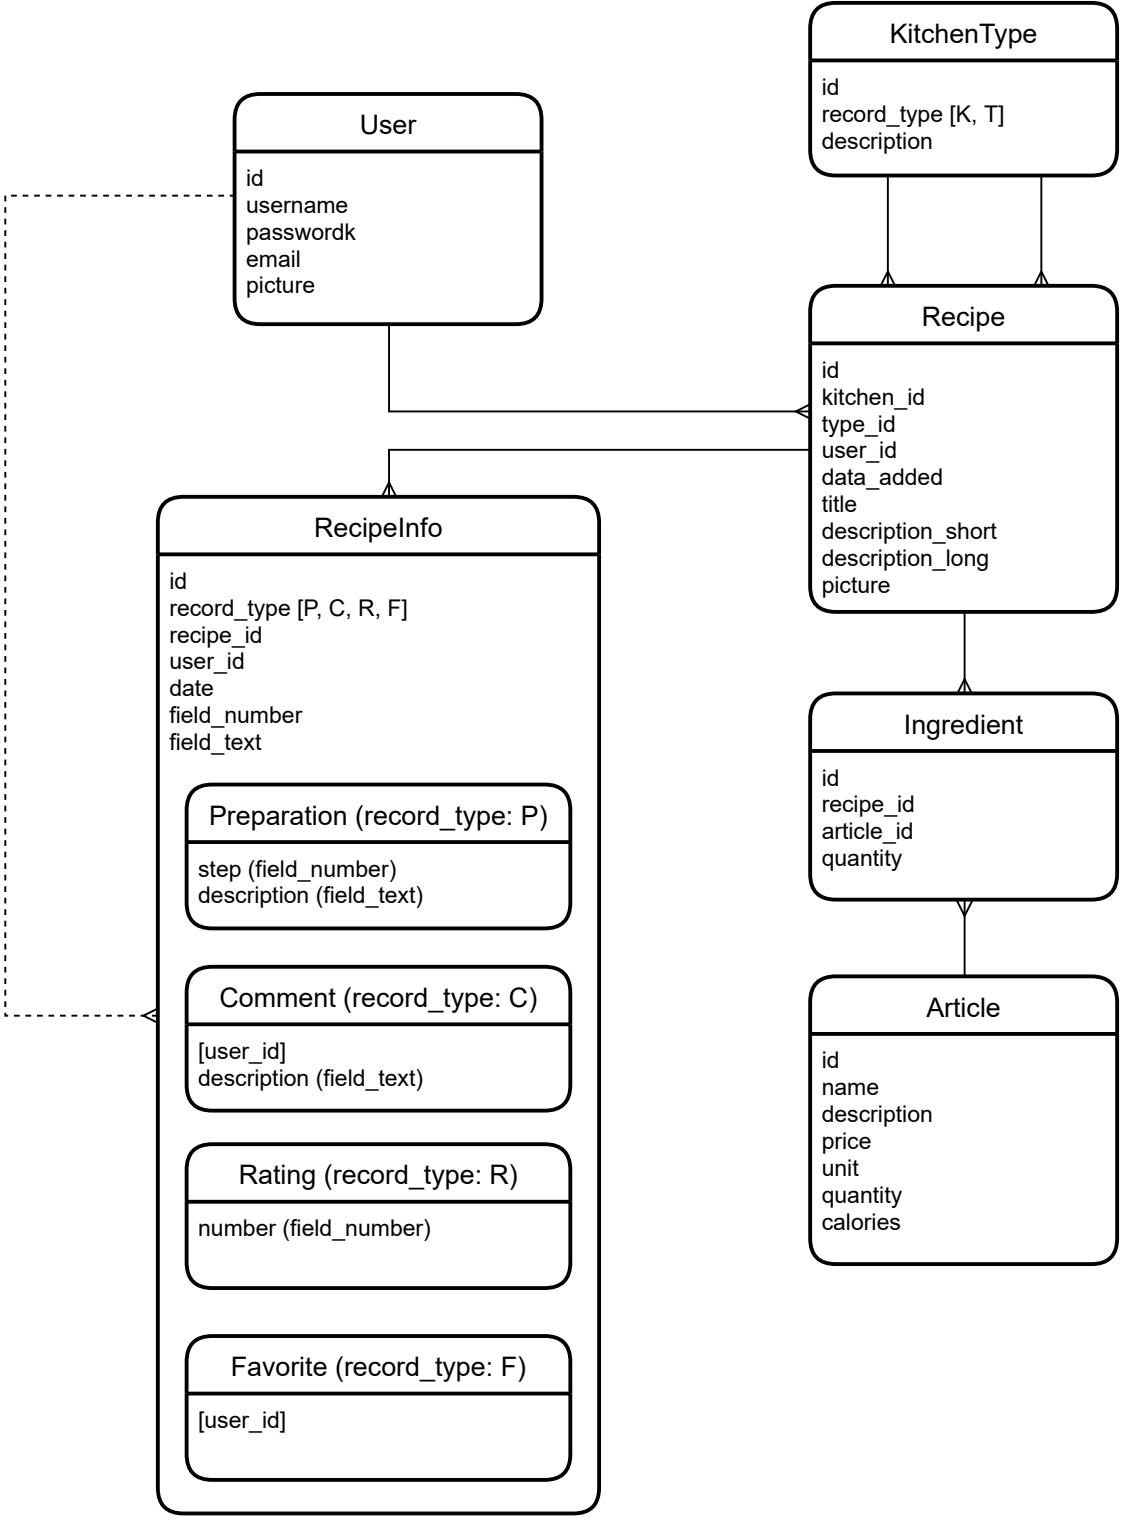 KitchenType
id
record_type [K, T]
description
User
id
username
passwordk
email
picture
Recipe
id
kitchen_id
type_id
user_id
data_added
title
description_short
description_long
picture
RecipeInfo
id
record_type [P, C, R, F]
recipe_id
user_id
date
field_number
field_text
Preparation (record_type: P)
step (field_number)
description (field_text)
Comment (record_type: C)
[user_id]
description (field_text)
Rating (record_type: R)
number (field_number)
Favorite (record_type: F)
[user_id]
Ingredient
id
recipe_id
article_id
quantity
Article
id
name
description
price
unit
quantity
calories